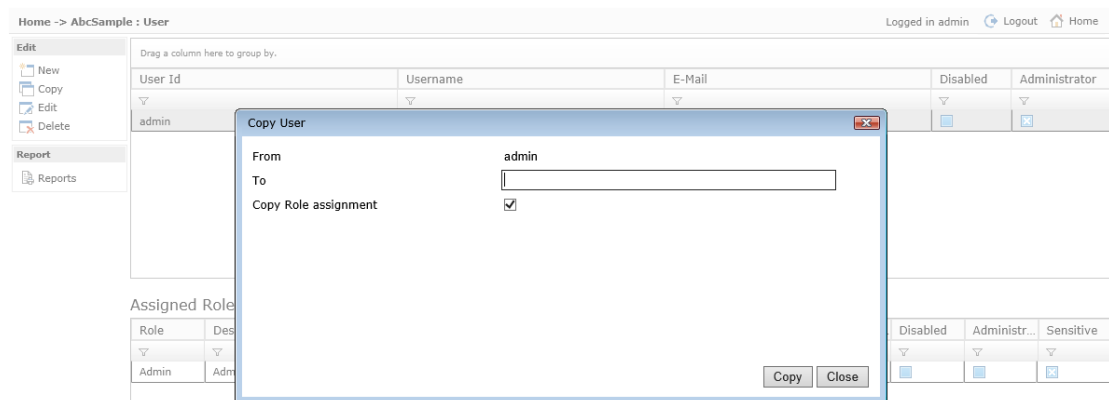 Home -> AbcSample : User
Logged in admin Logout Home
Edit
New
Copy
Edit
Delete
Report
Reports
Drag a column here to group by.
User Id Username E-Mail Disabled Administrator
admin
Copy User
From admin
To
Copy Role assignment
Copy Close
Assigned Role
Role Des Disabled Administr... Sensitive
Admin Adm